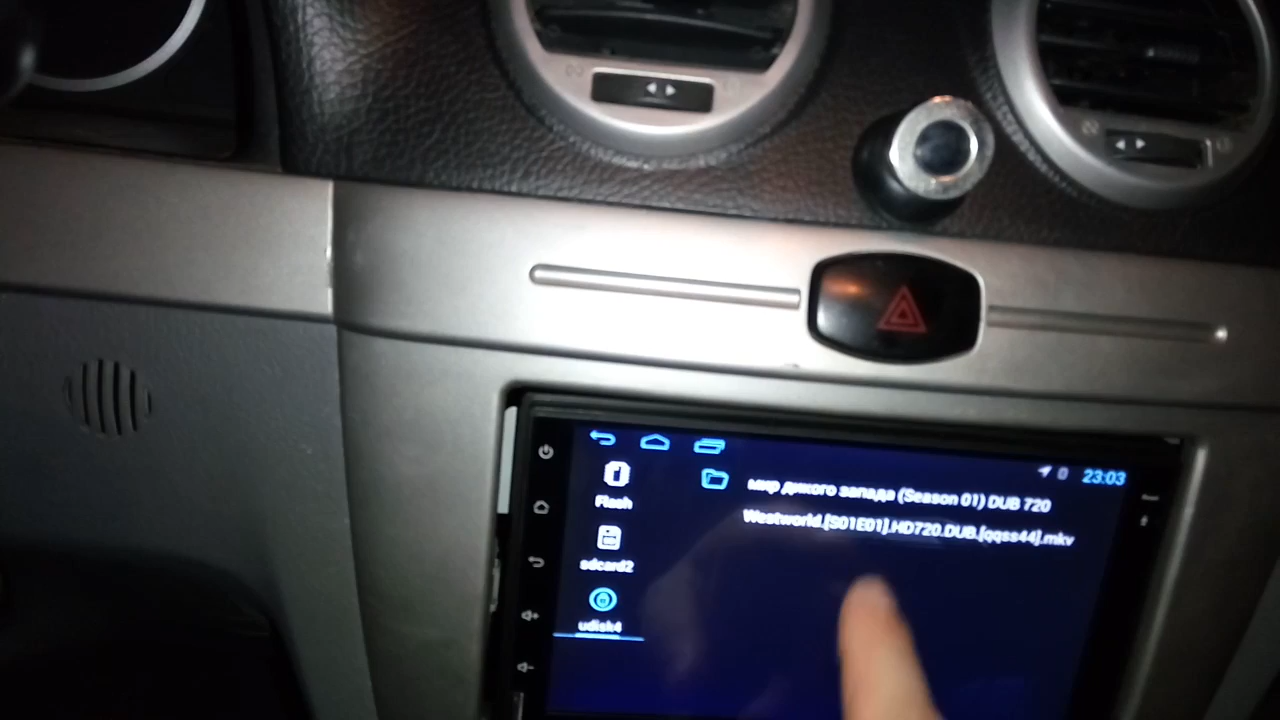 23:03
Flash
sdcard2
udisk4
мир дикого запада (Season 01) DUB 720
Westworld.[S01E01].HD720.DUB.[qqss44].mkv